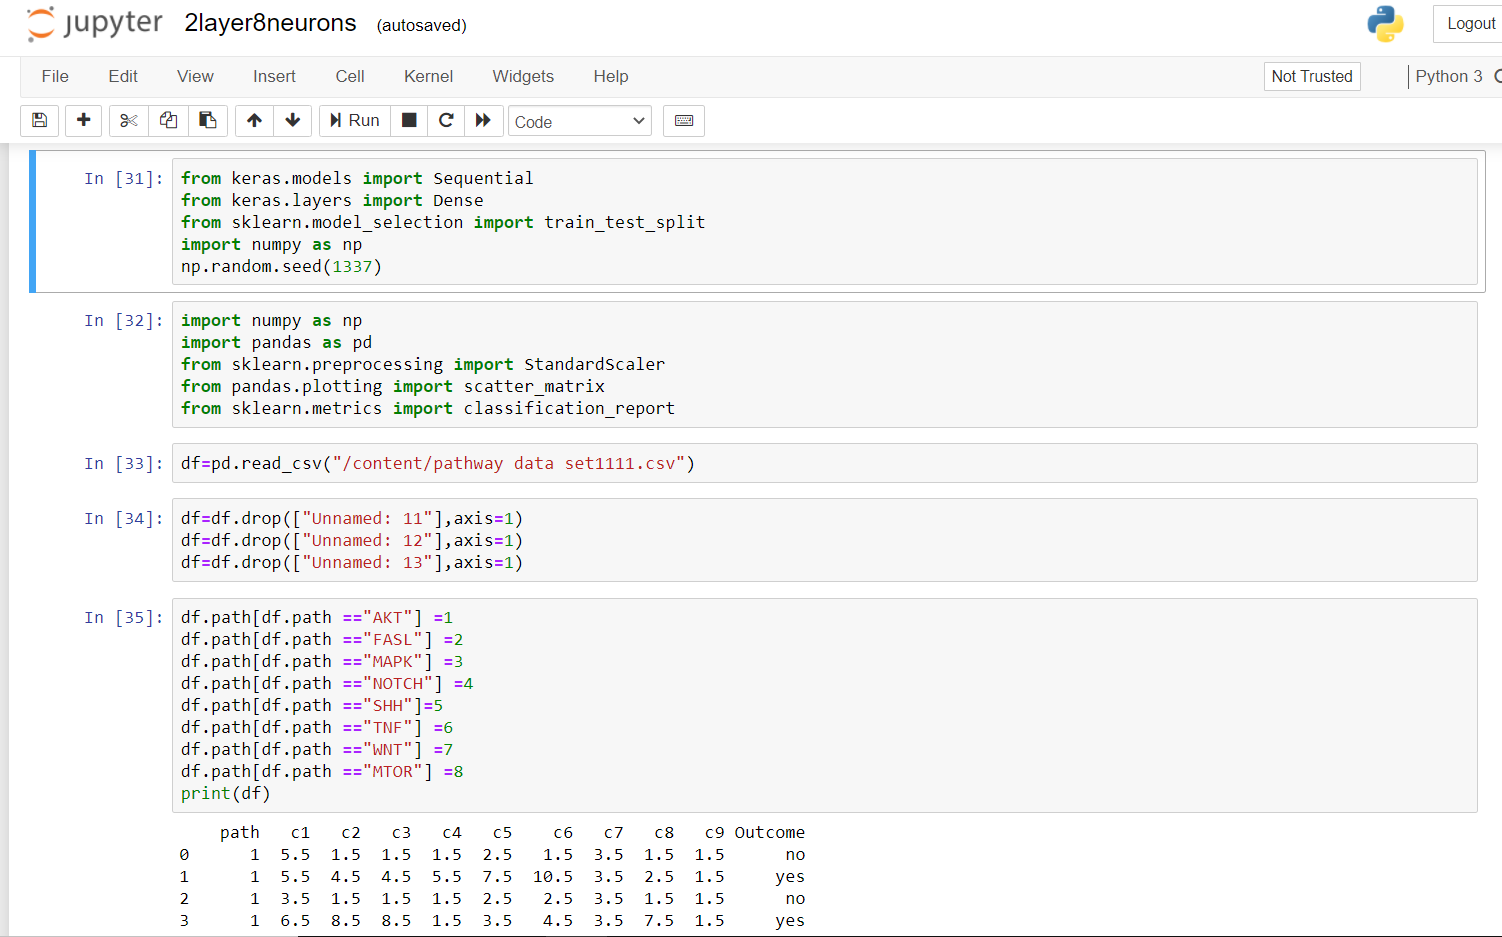 jupyter 2layer8neurons (autosaved) Logout
File Edit View Insert Cell Kernel Widgets Help Not Trusted Python 3
Run Code
In [31]: from keras.models import Sequential
from keras.layers import Dense
from sklearn.model_selection import train_test_split
import numpy as np
np.random.seed(1337)
In [32]: import numpy as np
import pandas as pd
from sklearn.preprocessing import StandardScaler
from pandas.plotting import scatter_matrix
from sklearn.metrics import classification_report
In [33]: df=pd.read_csv("/content/pathway data set1111.csv")
In [34]: df=df.drop(["Unnamed: 11"],axis=1)
df=df.drop(["Unnamed: 12"],axis=1)
df=df.drop(["Unnamed: 13"],axis=1)
In [35]: df.path[df.path =="AKT"] =1
df.path[df.path =="FASL"] =2
df.path[df.path =="MAPK"] =3
df.path[df.path =="NOTCH"] =4
df.path[df.path =="SHH"]=5
df.path[df.path =="TNF"] =6
df.path[df.path =="WNT"] =7
df.path[df.path =="MTOR"] =8
print(df)
path c1 c2 c3 c4 c5 c6 c7 c8 c9 Outcome
0 1 5.5 1.5 1.5 1.5 2.5 1.5 3.5 1.5 1.5 no
1 1 5.5 4.5 4.5 5.5 7.5 10.5 3.5 2.5 1.5 yes
2 1 3.5 1.5 1.5 1.5 2.5 2.5 3.5 1.5 1.5 no
3 1 6.5 8.5 8.5 1.5 3.5 4.5 3.5 7.5 1.5 yes